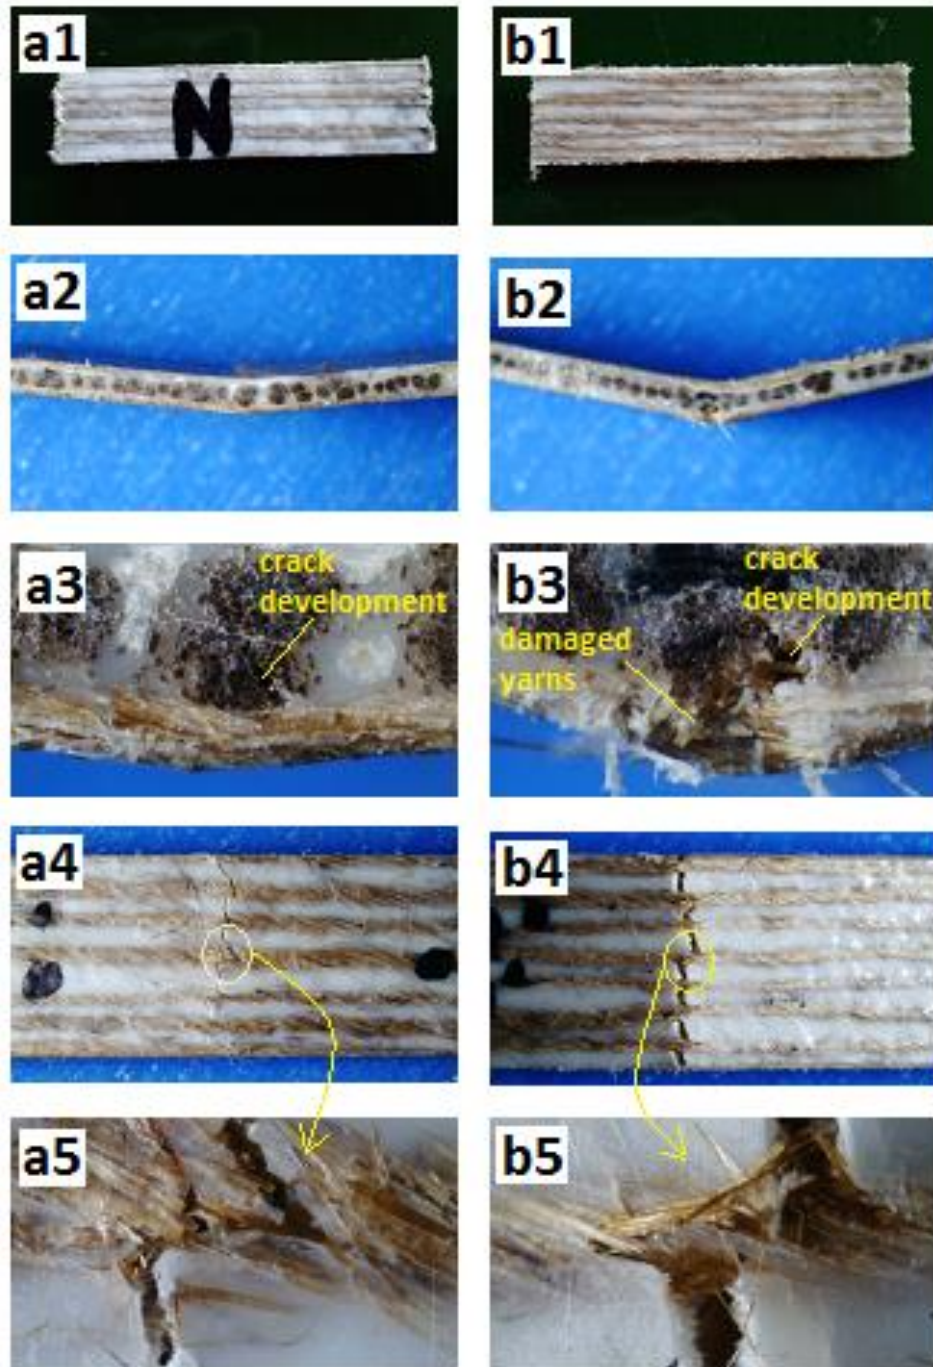 a1
b1
N
a2
b2
a3
crack
development
b3
crack
development
damaged
yarns
a4
b4
a5
b5